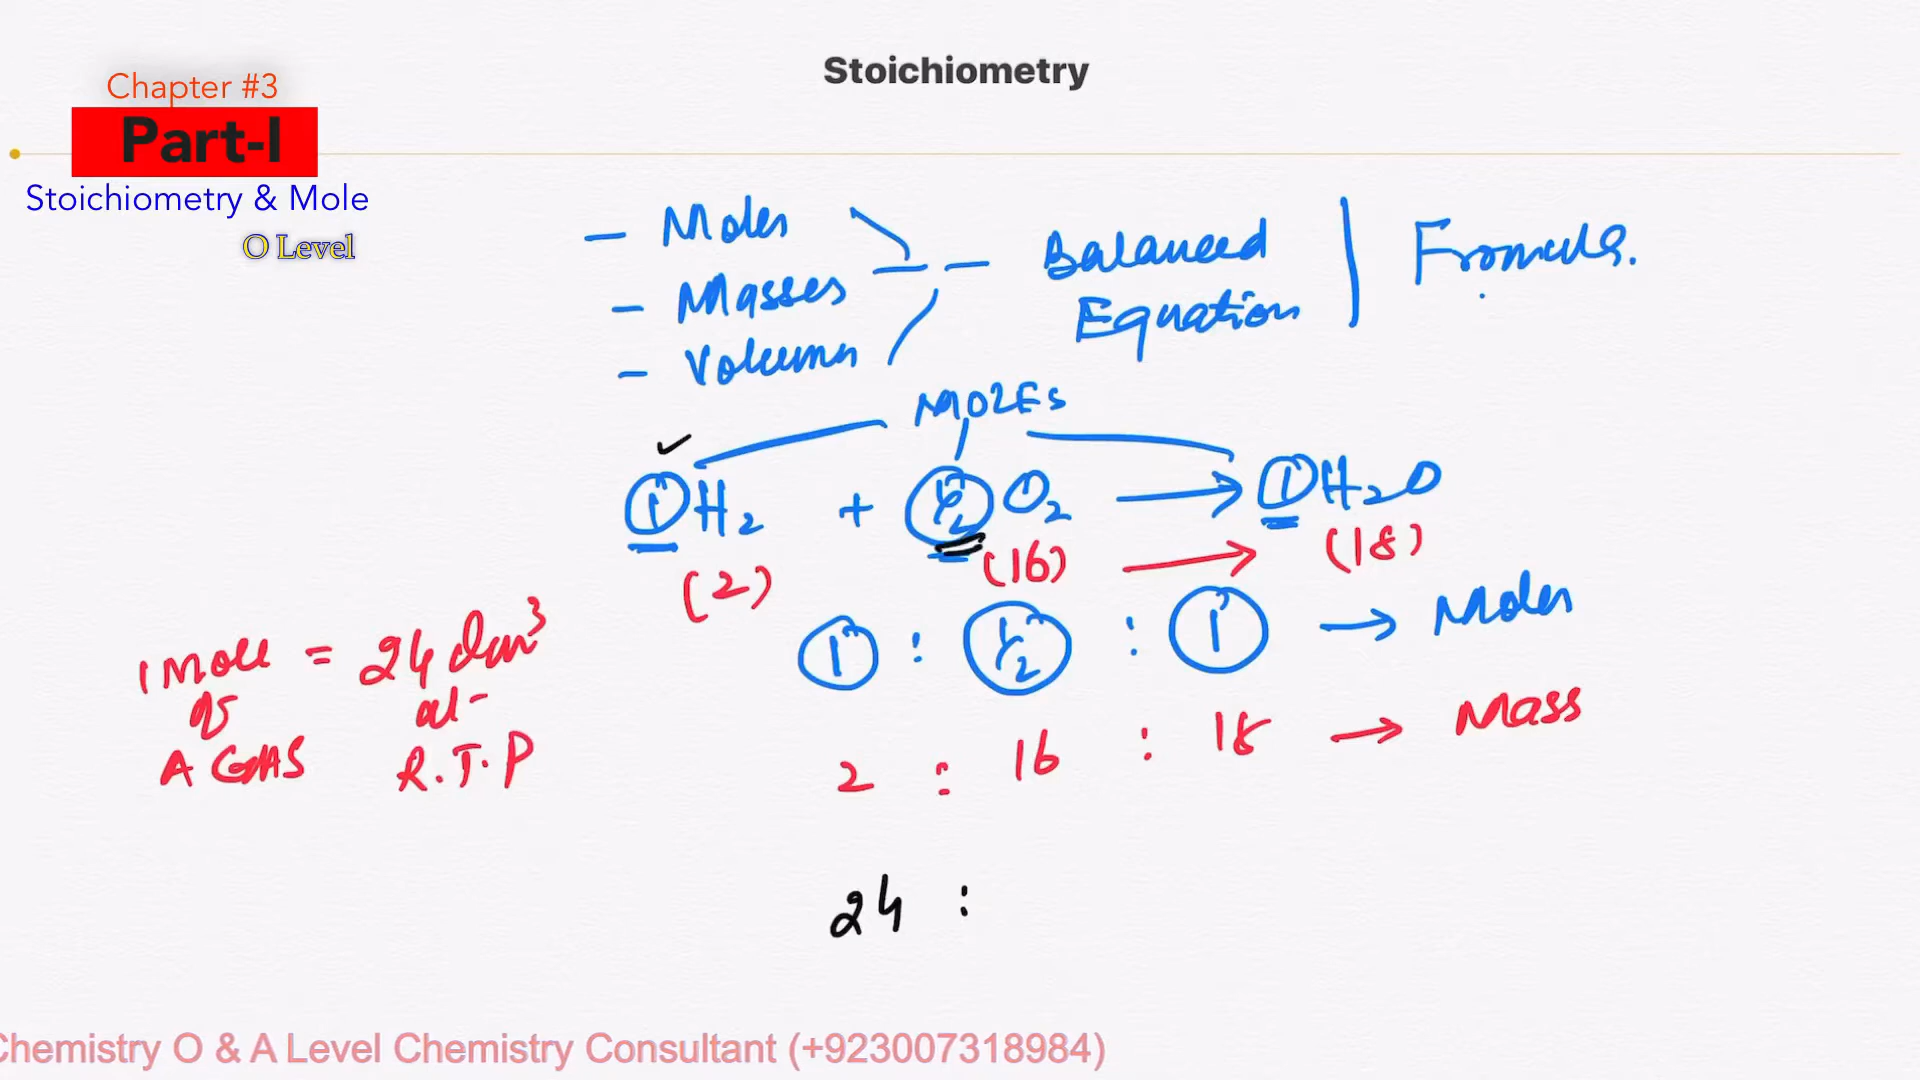 Stoichiometry
Chapter #3
Part-I
Stoichiometry & Mole
O Level
- Moles
- Masses
- Volumes
- Balanced Equation | Fromula.
MOLEs
1 H₂ + ½ O₂ → 1 H₂O
(2) (16) → (18)
1 : ½ : 1 → Moles
2 : 16 : 18 → Mass
1 Mole = 24 dm³
of at
A GAS R.T.P
24 :
Chemistry O & A Level Chemistry Consultant (+923007318984)